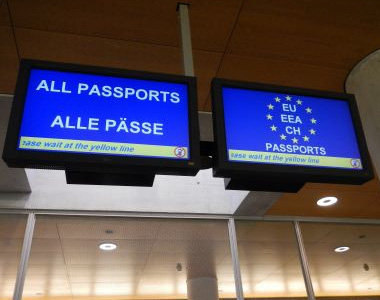 ALL PASSPORTS
ALLE PÄSSE
ase wait at the yellow line
EU
EEA
CH
PASSPORTS
ase wait at the yellow line